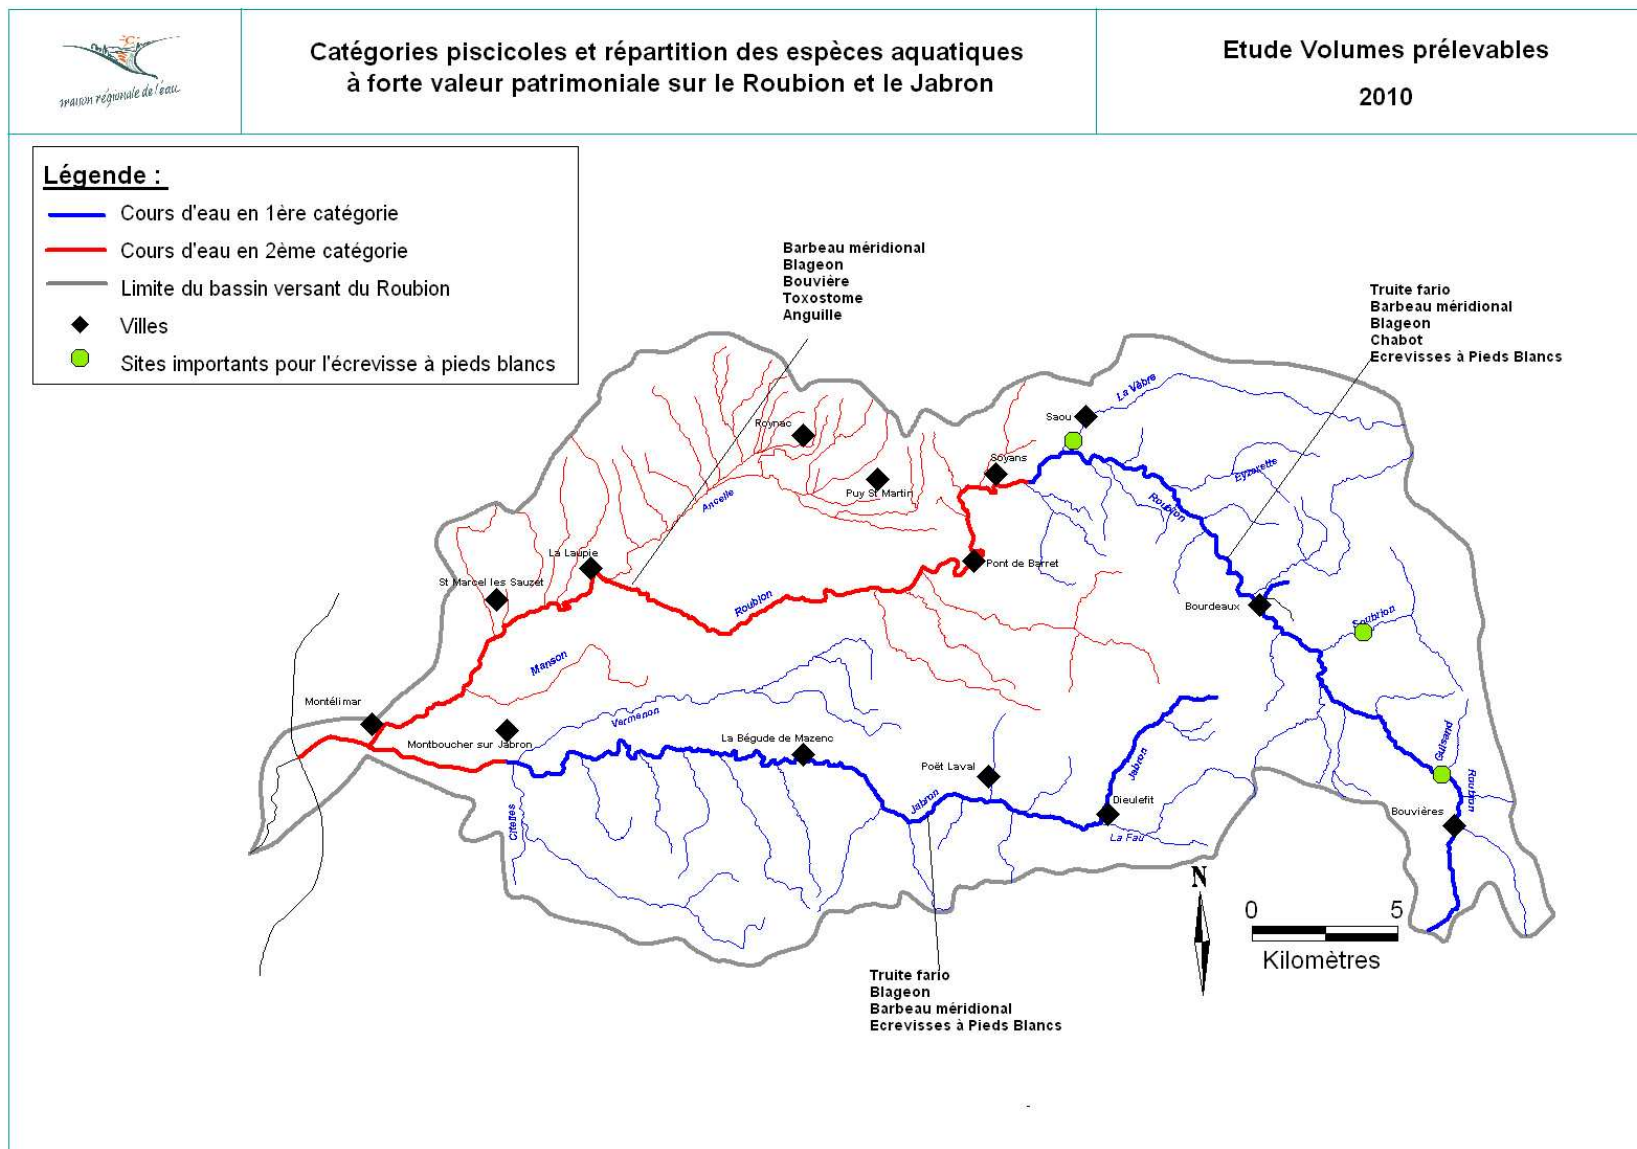 maison régionale de l'eau
Catégories piscicoles et répartition des espèces aquatiques
à forte valeur patrimoniale sur le Roubion et le Jabron
Etude Volumes prélevables
2010
Légende :
Cours d'eau en 1ère catégorie
Cours d'eau en 2ème catégorie
Limite du bassin versant du Roubion
Villes
Sites importants pour l'écrevisse à pieds blancs
Barbeau méridional
Blageon
Bouvière
Toxostome
Anguille
Truite fario
Barbeau méridional
Blageon
Chabot
Ecrevisses à Pieds Blancs
La Vèbre
Saou
Roynac
Soyans
Eyzarette
Puy St Martin
Ancelle
Roubion
La Laupie
Pont de Barret
St Marcel les Sauzet
Roubion
Bourdeaux
Soubrion
Manson
Montélimar
Vermenon
Montboucher sur Jabron
La Bégude de Mazenc
Poët Laval
Jabron
Guisand
Roubion
Jabron
Dieulefit
Bouvières
Citelles
La Fau
N
0 5
Kilomètres
Truite fario
Blageon
Barbeau méridional
Ecrevisses à Pieds Blancs